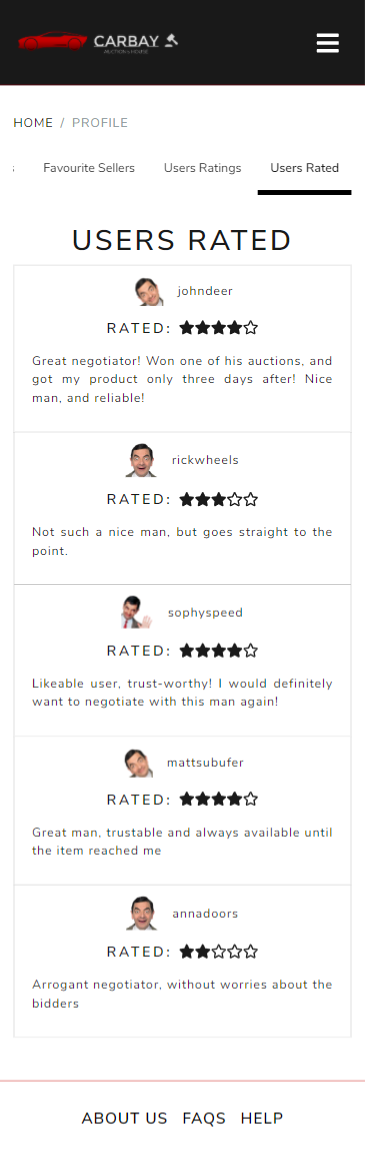 CARBAY
AUCTION & HOUSE
HOME / PROFILE
s Favourite Sellers Users Ratings Users Rated
USERS RATED
johndeer
RATED:
Great negotiator! Won one of his auctions, and
got my product only three days after! Nice
man, and reliable!
rickwheels
RATED:
Not such a nice man, but goes straight to the
point.
sophyspeed
RATED:
Likeable user, trust-worthy! I would definitely
want to negotiate with this man again!
mattsubufer
RATED:
Great man, trustable and always available until
the item reached me
annadoors
RATED:
Arrogant negotiator, without worries about the
bidders
ABOUT US FAQS HELP